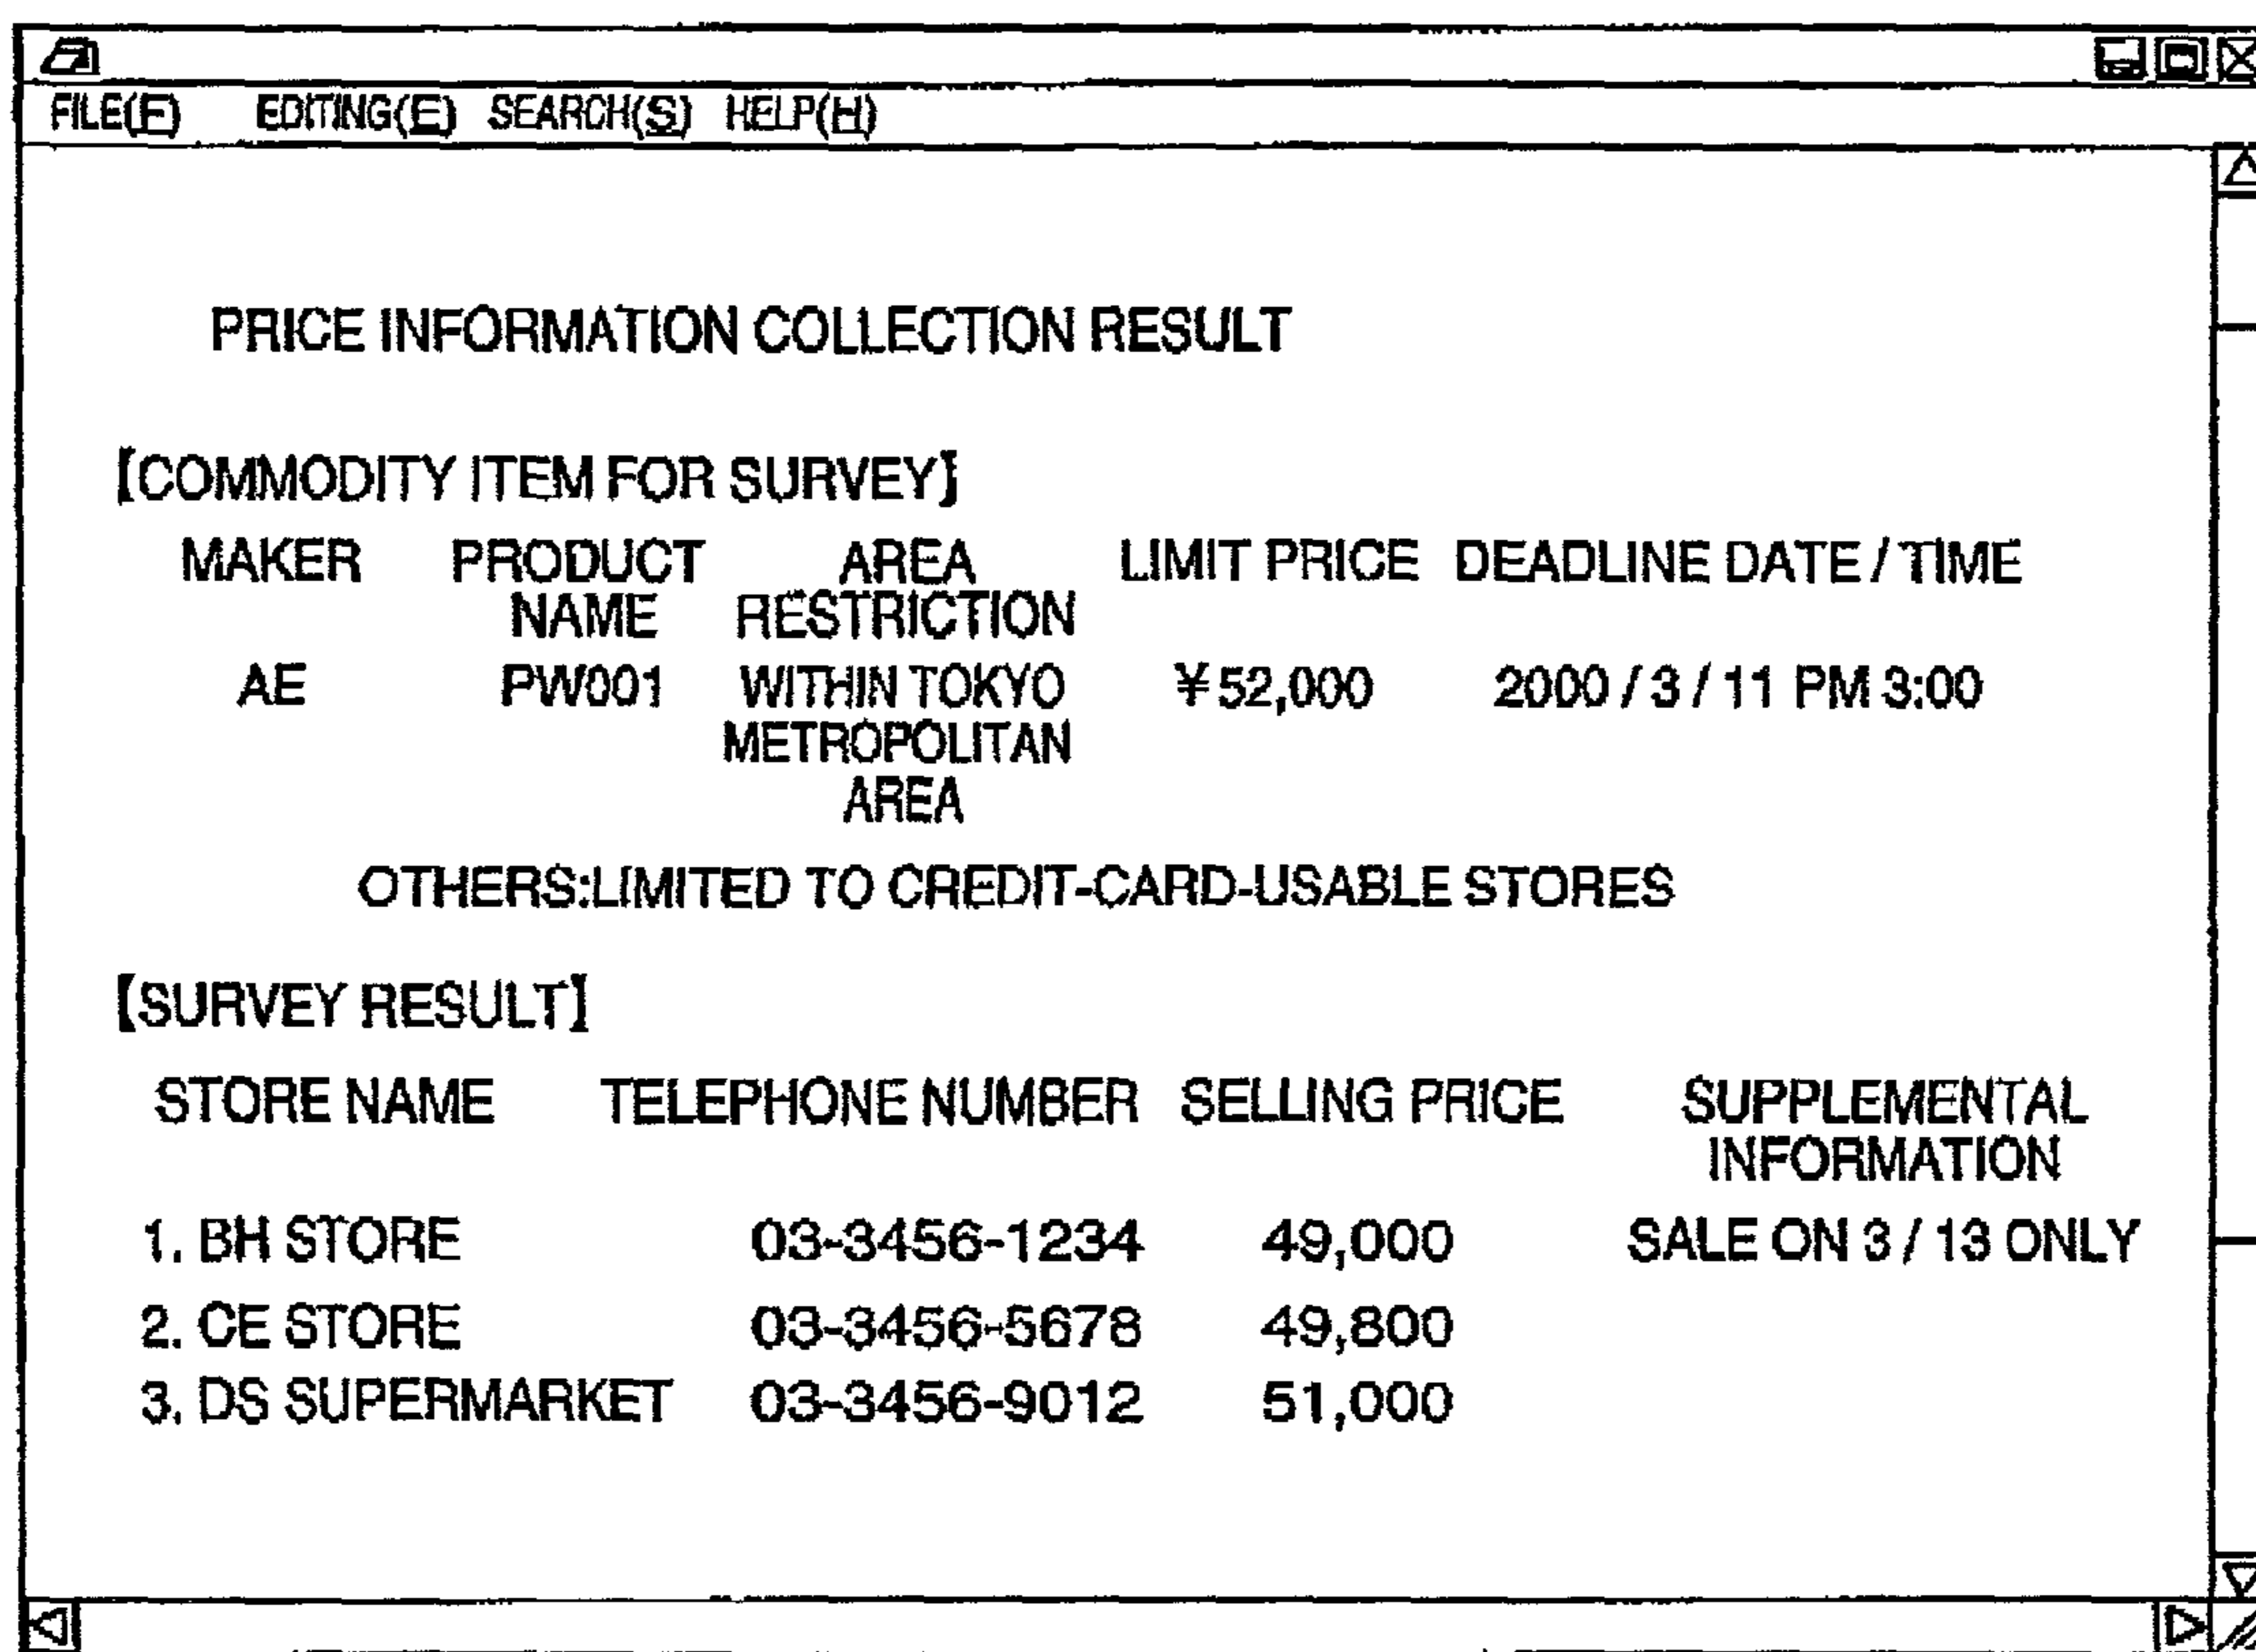 FILE(F) EDITING(E) SEARCH(S) HELP(H)
PRICE INFORMATION COLLECTION RESULT
【COMMODITY ITEM FOR SURVEY】
MAKER PRODUCT NAME AREA RESTRICTION LIMIT PRICE DEADLINE DATE / TIME
AE PW001 WITHIN TOKYO METROPOLITAN AREA ¥52,000 2000 / 3 / 11 PM 3:00
OTHERS:LIMITED TO CREDIT-CARD-USABLE STORES
【SURVEY RESULT】
STORE NAME TELEPHONE NUMBER SELLING PRICE SUPPLEMENTAL INFORMATION
1. BH STORE 03-3456-1234 49,000 SALE ON 3 / 13 ONLY
2. CE STORE 03-3456-5678 49,800
3. DS SUPERMARKET 03-3456-9012 51,000